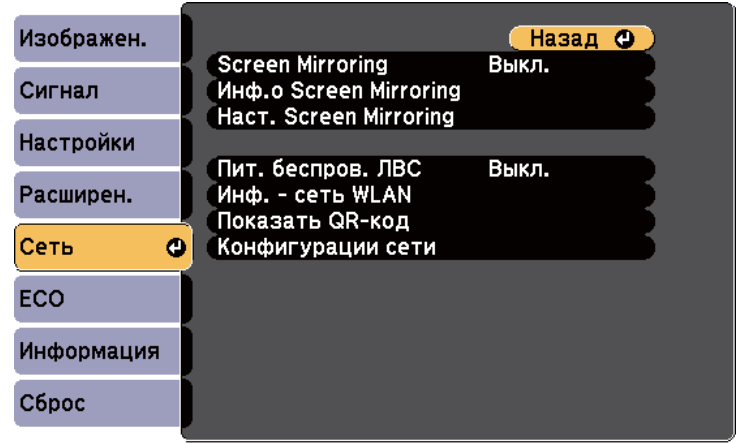 Изображен.
Сигнал
Настройки
Расширен.
Сеть
ECO
Информация
Сброс
Назад
Screen Mirroring Выкл.
Инф.о Screen Mirroring
Наст. Screen Mirroring
Пит. беспров. ЛВС Выкл.
Инф. - сеть WLAN
Показать QR-код
Конфигурации сети